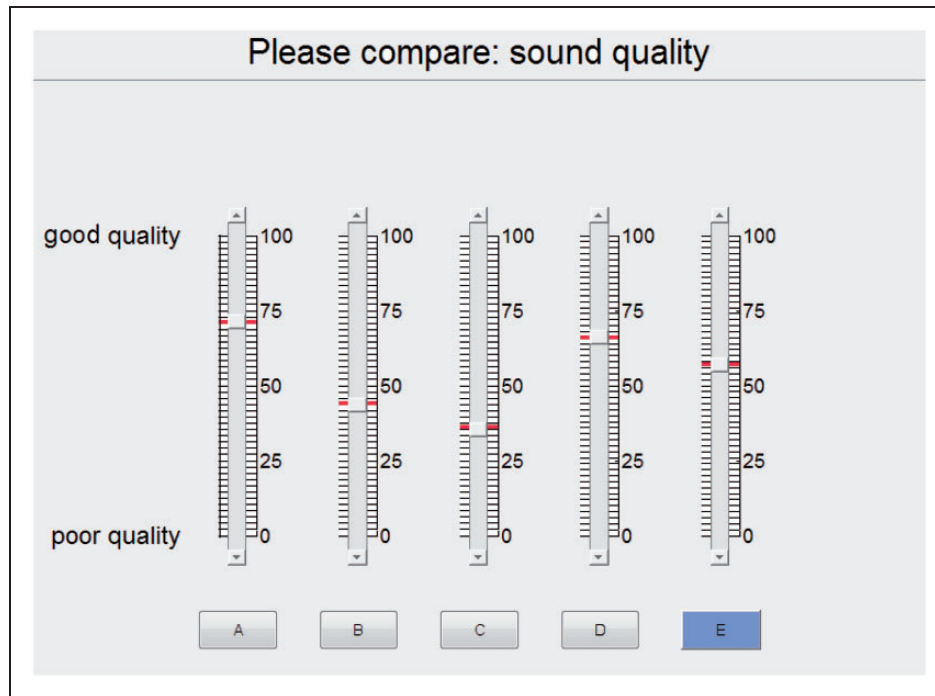 Please compare: sound quality
good quality
100 100 100 100 100
75 75 75 75 75
50 50 50 50 50
25 25 25 25 25
poor quality
0 0 0 0 0
A B C D E